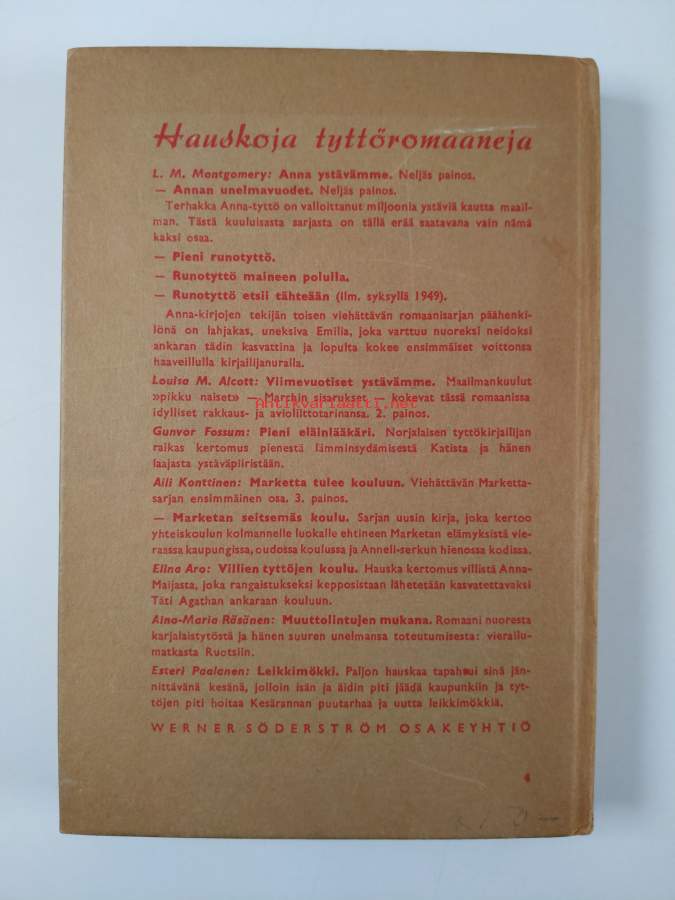 Hauskoja tyttöromaaneja
L. M. Montgomery: Anna ystävämme. Neljäs painos.
— Annan unelmavuodet. Neljäs painos.
Terhakka Anna-tyttö on valloittanut miljoonia ystäviä kautta maail-
man. Tästä kuuluisasta sarjasta on tällä erää saatavana vain nämä
kaksi osaa.
— Pieni runotyttö.
— Runotyttö maineen polulla.
— Runotyttö etsii tähteään (ilm. syksyllä 1949).
Anna-kirjojen tekijän toisen viehättävän romaanisarjan päähenki-
lönä on lahjakas, uneksiva Emilia, joka varttuu nuoreksi neidoksi
ankaran tädin kasvattina ja lopulta kokee ensimmäiset voittonsa
haaveillulla kirjailijanuralla.
Louisa M. Alcott: Viimevuotiset ystävämme. Maailmankuulut
»pikku naiset» — Marchin sisarukset — kokevat tässä romaanissa
Antikvariaatti.net
idylliset rakkaus- ja avioliittotarinansa. 2. painos.
Gunvor Fossum: Pieni eläinlääkäri. Norjalaisen tyttökirjailijan
raikas kertomus pienestä lämminsydämisestä Katista ja hänen
laajasta ystäväpiiristään.
Aili Konttinen: Marketta tulee kouluun. Viehättävän Marketta-
sarjan ensimmäinen osa. 3. painos.
— Marketan seitsemäs koulu. Sarjan uusin kirja, joka kertoo
yhteiskoulun kolmannelle luokalle ehtineen Marketan elämyksistä vie-
raassa kaupungissa, oudossa koulussa ja Anneli-serkun hienossa kodissa.
Elina Aro: Villien tyttöjen koulu. Hauska kertomus villistä Anna-
Maijasta, joka rangaistukseksi kepposistaan lähetetään kasvatettavaksi
Täti Agathan ankaraan kouluun.
Aino-Maria Räsänen: Muuttolintujen mukana. Romaani nuoresta
karjalaistytöstä ja hänen suuren unelmansa toteutumisesta: vierailu-
matkasta Ruotsiin.
Esteri Paalanen: Leikkimökki. Paljon hauskaa tapahtui sinä jän-
nittävänä kesänä, jolloin isän ja äidin piti jäädä kaupunkiin ja tyt-
töjen piti hoitaa Kesärannan puutarhaa ja uutta leikkimökkiä.
WERNER SÖDERSTRÖM OSAKEYHTIÖ
4